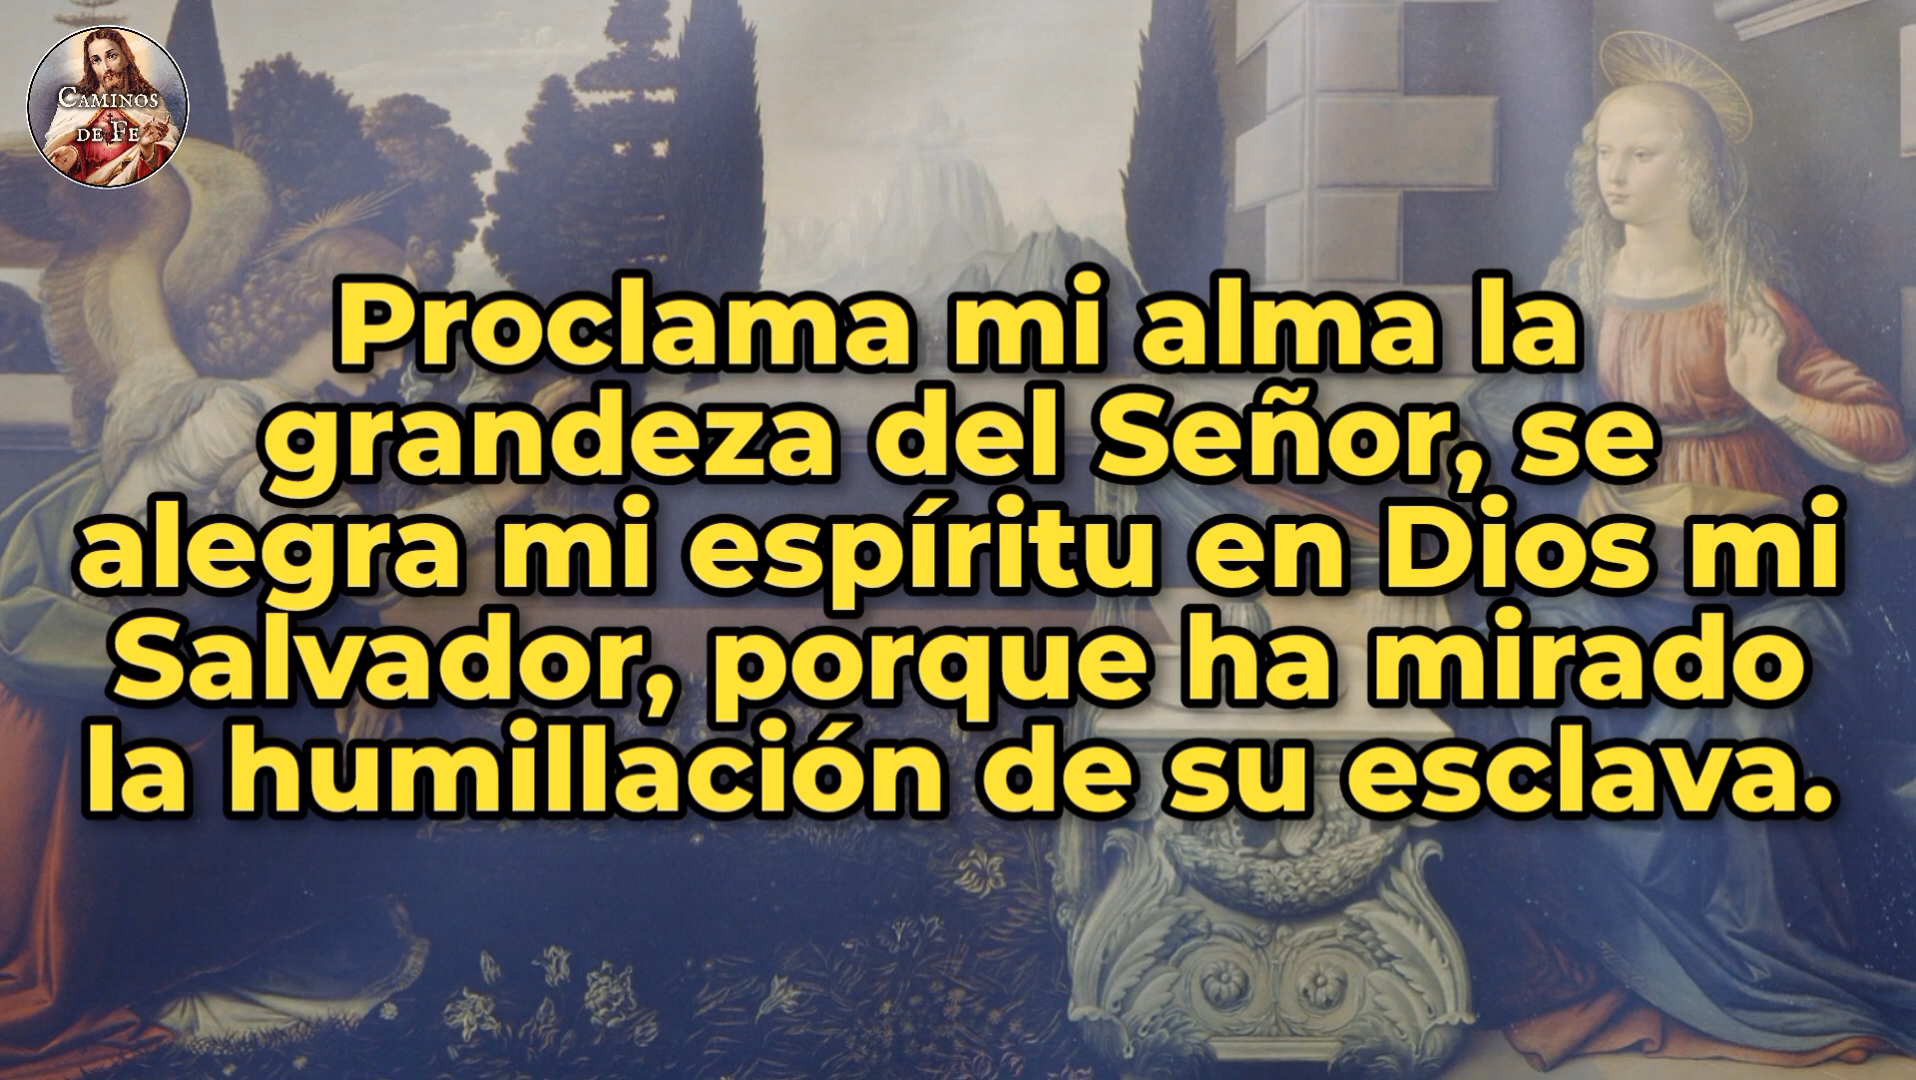 CAMINOS
DE FE
Proclama mi alma la
grandeza del Señor, se
alegra mi espíritu en Dios mi
Salvador, porque ha mirado
la humillación de su esclava.